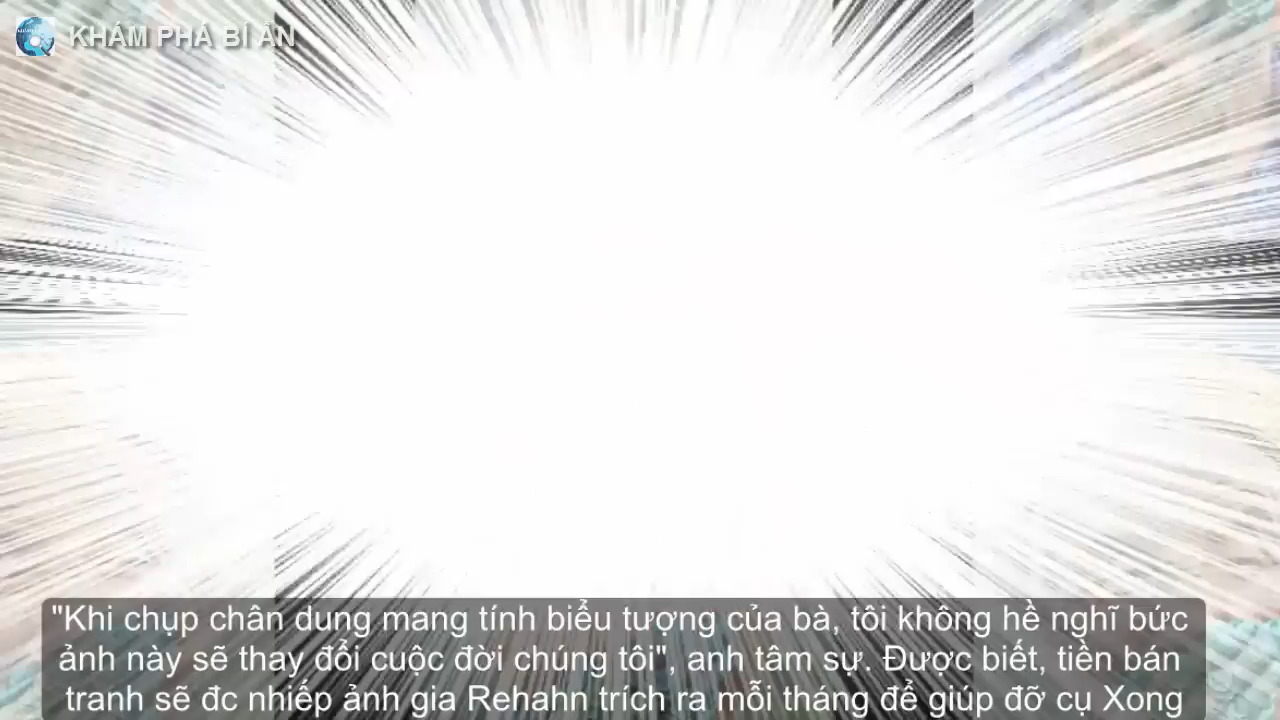 KHÁM PHÁ BÍ ẨN
"Khi chụp chân dung mang tính biểu tượng của bà, tôi không hề nghĩ bức
ảnh này sẽ thay đổi cuộc đời chúng tôi", anh tâm sự. Được biết, tiền bán
tranh sẽ đc nhiếp ảnh gia Rehahn trích ra mỗi tháng để giúp đỡ cụ Xong